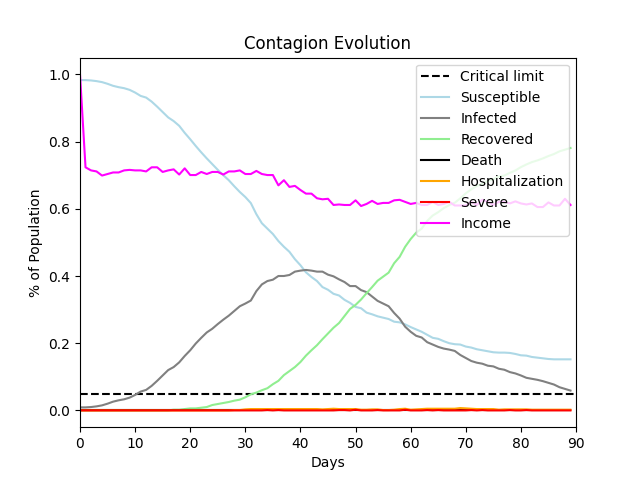 Contagion Evolution
% of Population
1.0
0.8
0.6
0.4
0.2
0.0
Critical limit
Susceptible
Infected
Recovered
Death
Hospitalization
Severe
Income
0 10 20 30 40 50 60 70 80 90
Days